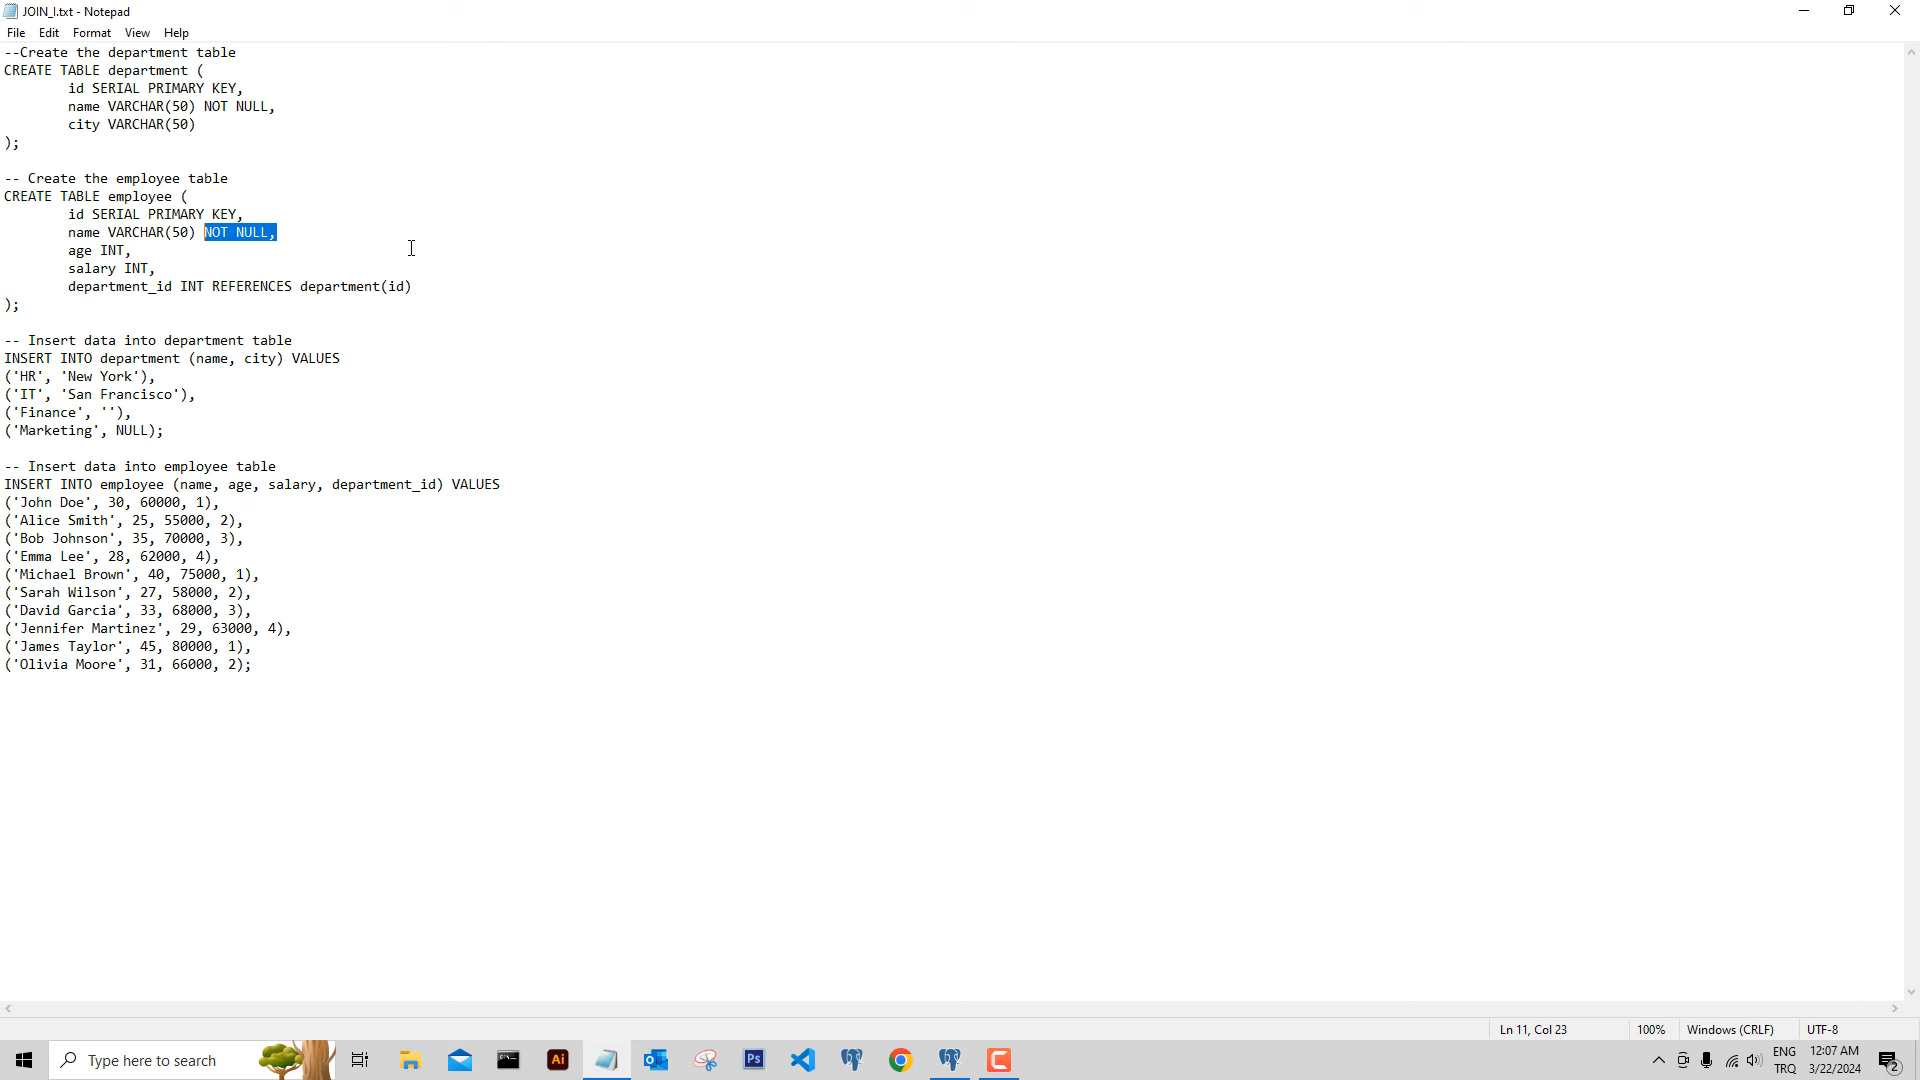 JOIN_I.txt - Notepad
File Edit Format View Help
--Create the department table
CREATE TABLE department (
id SERIAL PRIMARY KEY,
name VARCHAR(50) NOT NULL,
city VARCHAR(50)
);
-- Create the employee table
CREATE TABLE employee (
id SERIAL PRIMARY KEY,
name VARCHAR(50) NOT NULL,
age INT,
salary INT,
department_id INT REFERENCES department(id)
);
-- Insert data into department table
INSERT INTO department (name, city) VALUES
('HR', 'New York'),
('IT', 'San Francisco'),
('Finance', ''),
('Marketing', NULL);
-- Insert data into employee table
INSERT INTO employee (name, age, salary, department_id) VALUES
('John Doe', 30, 60000, 1),
('Alice Smith', 25, 55000, 2),
('Bob Johnson', 35, 70000, 3),
('Emma Lee', 28, 62000, 4),
('Michael Brown', 40, 75000, 1),
('Sarah Wilson', 27, 58000, 2),
('David Garcia', 33, 68000, 3),
('Jennifer Martinez', 29, 63000, 4),
('James Taylor', 45, 80000, 1),
('Olivia Moore', 31, 66000, 2);
Ln 11, Col 23 100% Windows (CRLF) UTF-8
Type here to search
Ai
Ps
ENG
TRQ
12:07 AM
3/22/2024
2